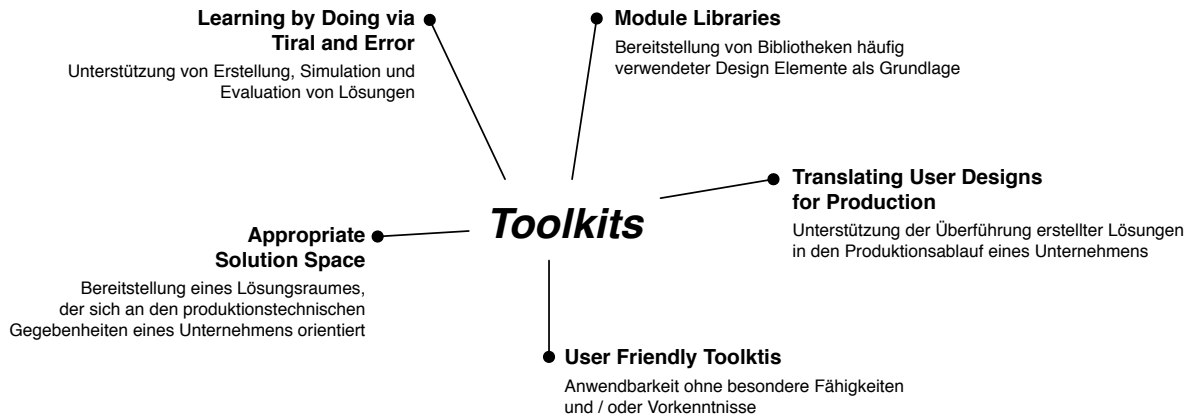 Learning by Doing via
Tiral and Error
Unterstützung von Erstellung, Simulation und
Evaluation von Lösungen
Module Libraries
Bereitstellung von Bibliotheken häufig
verwendeter Design Elemente als Grundlage
Translating User Designs
for Production
Unterstützung der Überführung erstellter Lösungen
in den Produktionsablauf eines Unternehmens
Toolkits
Appropriate
Solution Space
Bereitstellung eines Lösungsraumes,
der sich an den produktionstechnischen
Gegebenheiten eines Unternehmens orientiert
User Friendly Toolktis
Anwendbarkeit ohne besondere Fähigkeiten
und / oder Vorkenntnisse